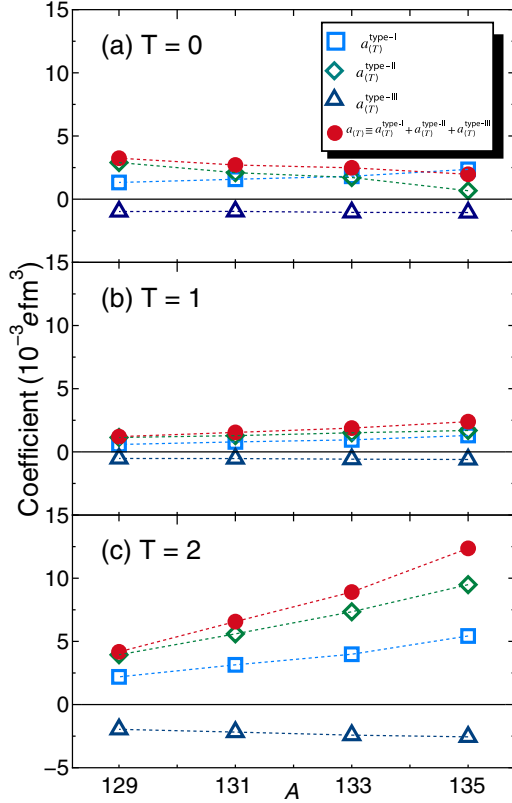 15
(a) T = 0
a_(T)^type-I
a_(T)^type-II
a_(T)^type-III
a_(T) ≡ a_(T)^type-I + a_(T)^type-II + a_(T)^type-III
10
5
0
15
(b) T = 1
10
5
0
Coefficient (10⁻³ efm³)
15
(c) T = 2
10
5
0
−5
129 131 133 135
A